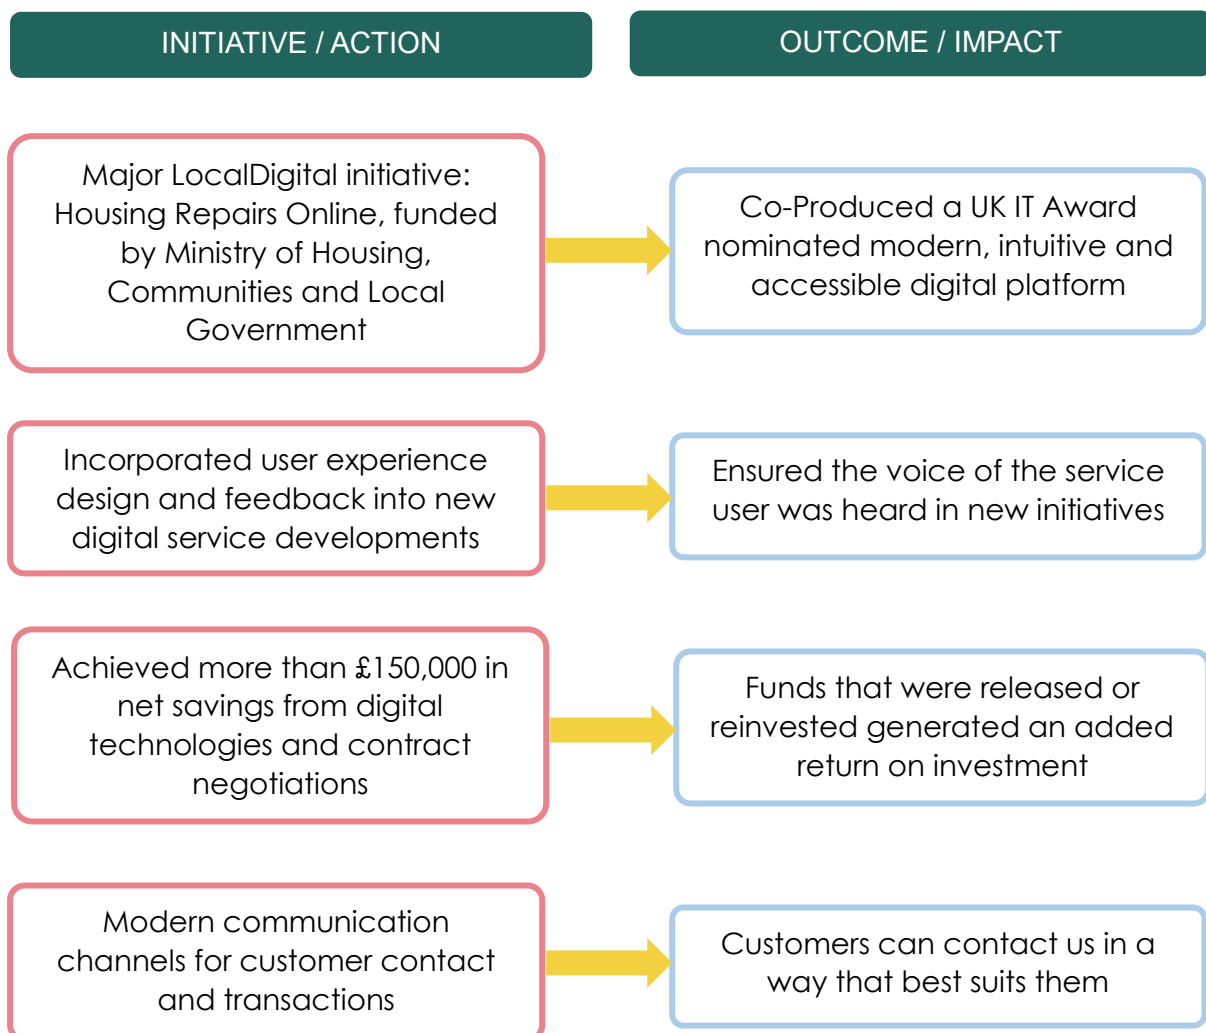 INITIATIVE / ACTION
OUTCOME / IMPACT
Major LocalDigital initiative:
Housing Repairs Online, funded
by Ministry of Housing,
Communities and Local
Government
Co-Produced a UK IT Award
nominated modern, intuitive and
accessible digital platform
Incorporated user experience
design and feedback into new
digital service developments
Ensured the voice of the service
user was heard in new initiatives
Achieved more than £150,000 in
net savings from digital
technologies and contract
negotiations
Funds that were released or
reinvested generated an added
return on investment
Modern communication
channels for customer contact
and transactions
Customers can contact us in a
way that best suits them